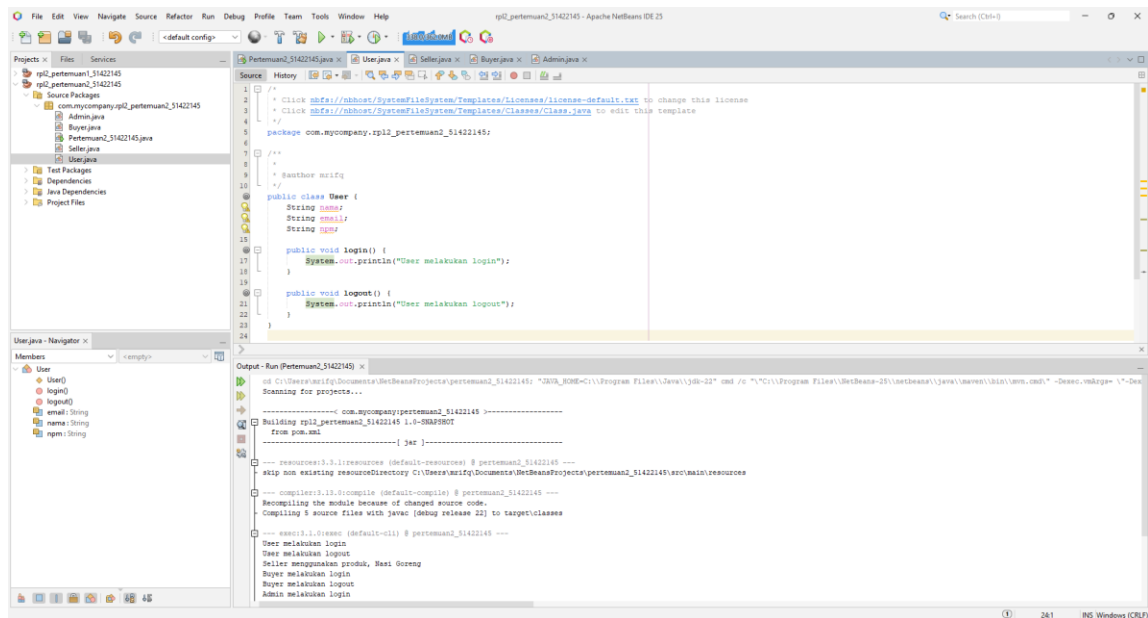 File Edit View Navigate Source Refactor Run Debug Profile Team Tools Window Help
rpl2_pertemuan2_51422145 - Apache NetBeans IDE 25
Search (Ctrl+I)
<default config>
Projects Files Services
rpl2_pertemuan1_51422145
rpl2_pertemuan2_51422145
Source Packages
com.mycompany.rpl2_pertemuan2_51422145
Admin.java
Buyer.java
Pertemuan2_51422145.java
Seller.java
User.java
Test Packages
Dependencies
Java Dependencies
Project Files
User.java - Navigator
Members <empty>
User
User()
login()
logout()
email : String
nama : String
npm : String
Pertemuan2_51422145.java User.java Seller.java Buyer.java Admin.java
Source History
1 /*
2 * Click nbfs://nbhost/SystemFileSystem/Templates/Licenses/license-default.txt to change this license
3 * Click nbfs://nbhost/SystemFileSystem/Templates/Classes/Class.java to edit this template
4 */
5 package com.mycompany.rpl2_pertemuan2_51422145;
6
7 /**
8 *
9 * @author mrifq
10 */
public class User {
String nama;
String email;
String npm;
15
public void login() {
17 System.out.println("User melakukan login");
18 }
19
public void logout() {
21 System.out.println("User melakukan logout");
22 }
23 }
24
Output - Run (Pertemuan2_51422145)
cd C:\Users\mrifq\Documents\NetBeansProjects\pertemuan2_51422145; "JAVA_HOME=C:\\Program Files\\Java\\jdk-22" cmd /c "\"C:\\Program Files\\NetBeans-25\\netbeans\\java\\maven\\bin\\mvn.cmd\" -Dexec.vmArgs= \"-Dex
Scanning for projects...
-----------------< com.mycompany:pertemuan2_51422145 >------------------
Building rpl2_pertemuan2_51422145 1.0-SNAPSHOT
from pom.xml
--------------------------------[ jar ]---------------------------------
--- resources:3.3.1:resources (default-resources) @ pertemuan2_51422145 ---
skip non existing resourceDirectory C:\Users\mrifq\Documents\NetBeansProjects\pertemuan2_51422145\src\main\resources
--- compiler:3.13.0:compile (default-compile) @ pertemuan2_51422145 ---
Recompiling the module because of changed source code.
Compiling 5 source files with javac [debug release 22] to target\classes
--- exec:3.1.0:exec (default-cli) @ pertemuan2_51422145 ---
User melakukan login
User melakukan logout
Seller menggunakan produk, Nasi Goreng
Buyer melakukan login
Buyer melakukan logout
Admin melakukan login
1 24:1 INS Windows (CRLF)